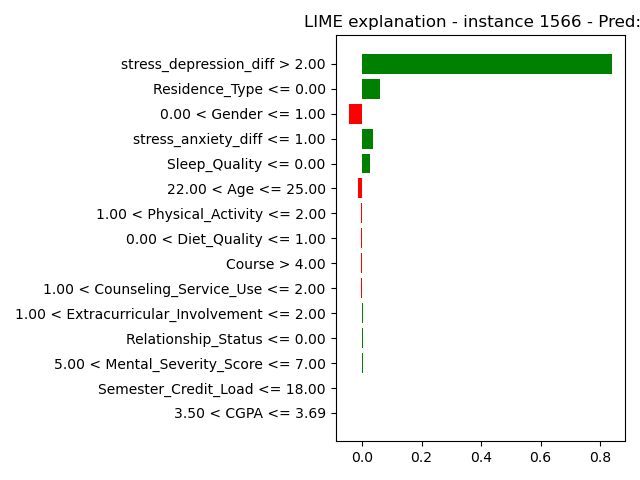 LIME explanation - instance 1566 - Pred:
stress_depression_diff > 2.00
Residence_Type <= 0.00
0.00 < Gender <= 1.00
stress_anxiety_diff <= 1.00
Sleep_Quality <= 0.00
22.00 < Age <= 25.00
1.00 < Physical_Activity <= 2.00
0.00 < Diet_Quality <= 1.00
Course > 4.00
1.00 < Counseling_Service_Use <= 2.00
1.00 < Extracurricular_Involvement <= 2.00
Relationship_Status <= 0.00
5.00 < Mental_Severity_Score <= 7.00
Semester_Credit_Load <= 18.00
3.50 < CGPA <= 3.69
0.0 0.2 0.4 0.6 0.8